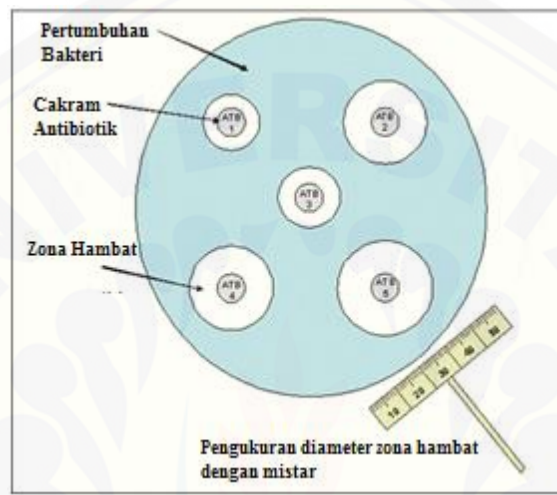 Pertumbuhan
Bakteri
Cakram
Antibiotik
ATB
1
ATB
2
ATB
3
Zona Hambat
ATB
4
ATB
5
10 20 30 40 50
Pengukuran diameter zona hambat
dengan mistar